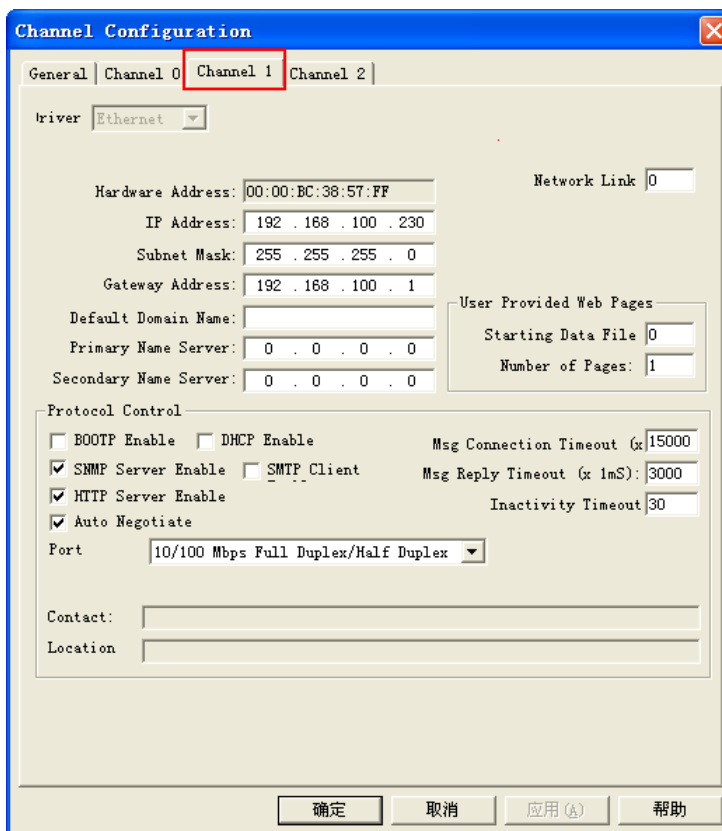 Channel Configuration
General Channel 0 Channel 1 Channel 2
river Ethernet
Hardware Address: 00:00:BC:38:57:FF Network Link 0
IP Address: 192 . 168 . 100 . 230
Subnet Mask: 255 . 255 . 255 . 0
Gateway Address: 192 . 168 . 100 . 1
User Provided Web Pages
Default Domain Name:
Starting Data File 0
Primary Name Server: 0 . 0 . 0 . 0
Number of Pages: 1
Secondary Name Server: 0 . 0 . 0 . 0
Protocol Control
BOOTP Enable DHCP Enable Msg Connection Timeout (x 15000
SNMP Server Enable SMTP Client Msg Reply Timeout (x 1mS): 3000
HTTP Server Enable Inactivity Timeout 30
Auto Negotiate
Port 10/100 Mbps Full Duplex/Half Duplex
Contact:
Location
确定 取消 应用(A) 帮助